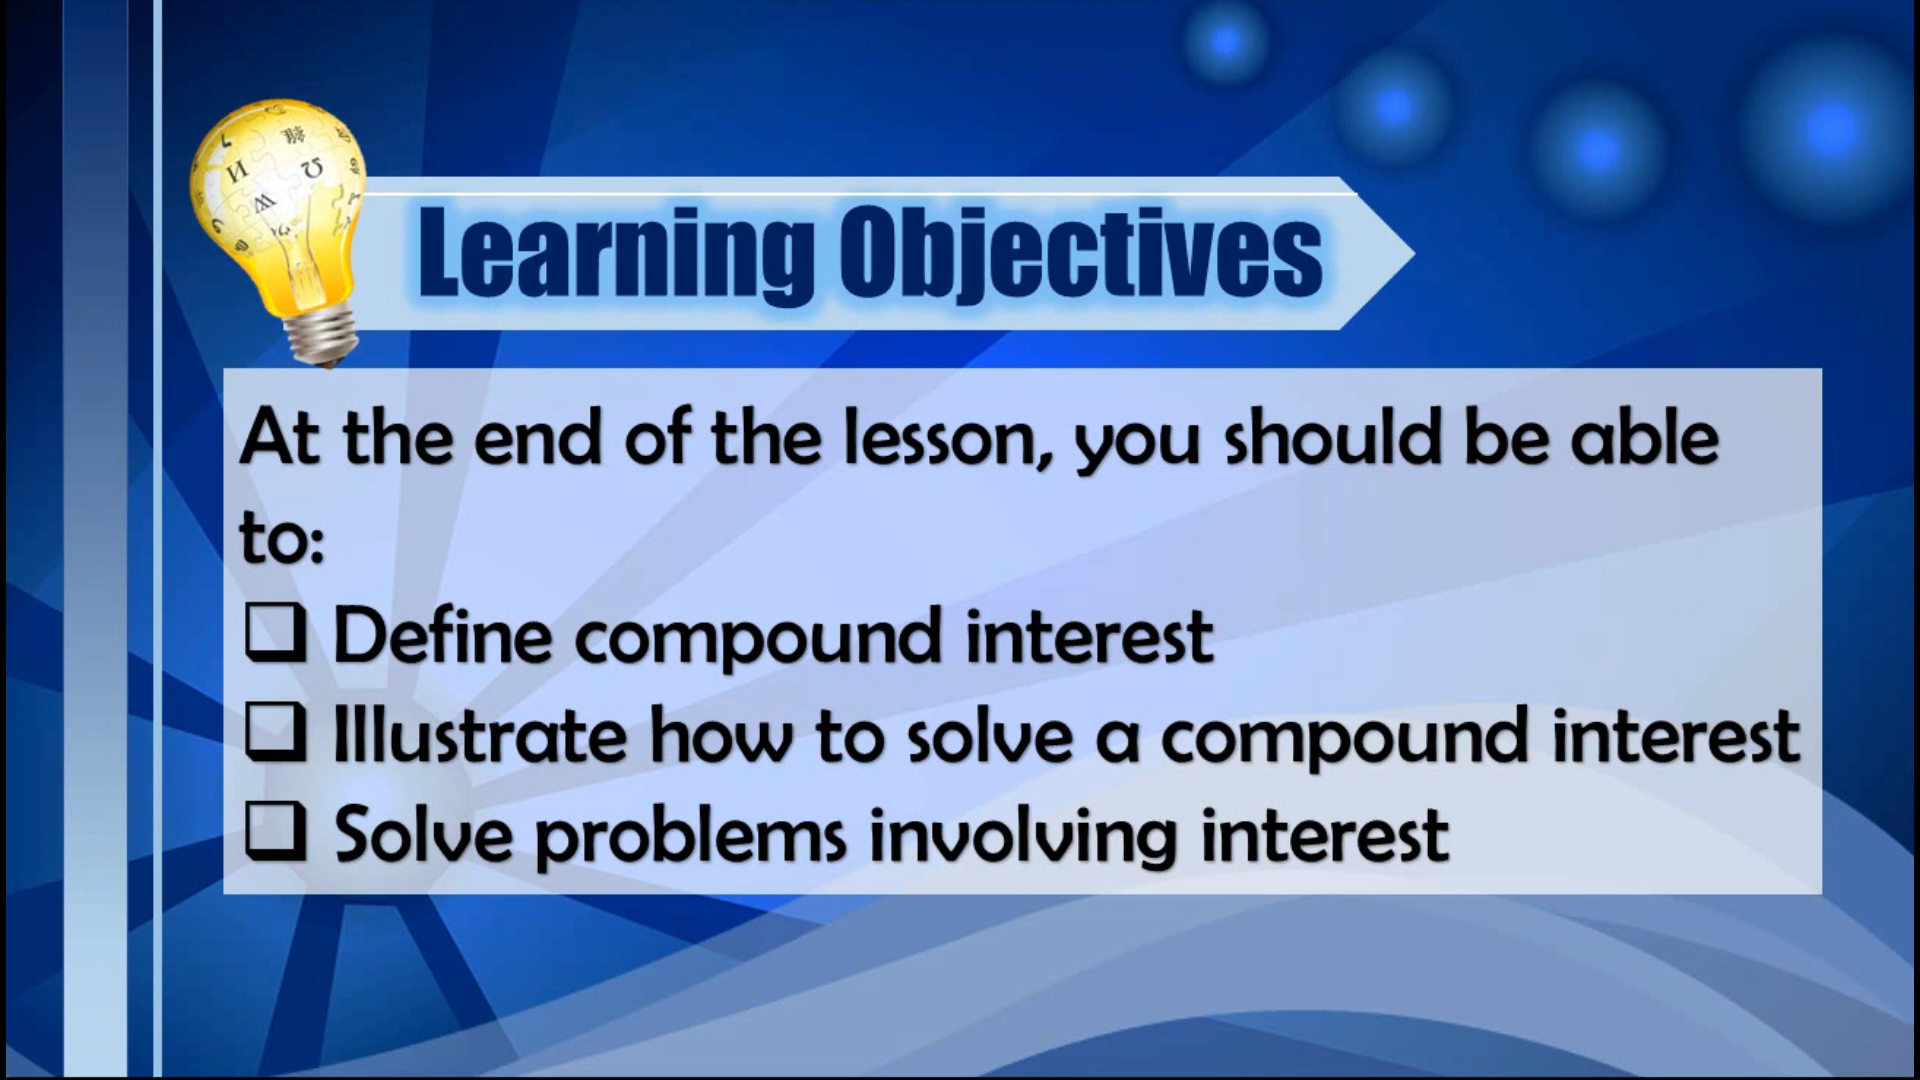 Learning Objectives
At the end of the lesson, you should be able
to:
❑ Define compound interest
❑ Illustrate how to solve a compound interest
❑ Solve problems involving interest